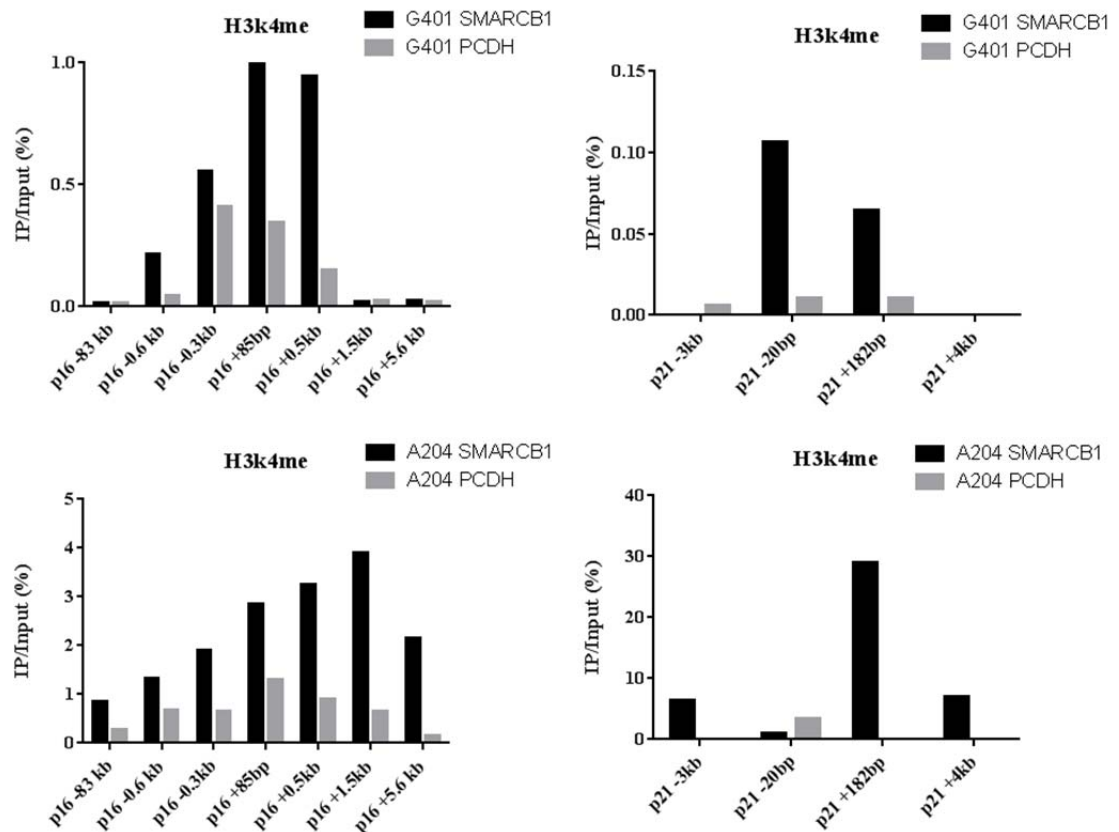 H3k4me
G401 SMARCB1
G401 PCDH
IP/Input (%)
1.0
0.5
0.0
p16 -83 kb
p16 -0.6 kb
p16 -0.3kb
p16 +85bp
p16 +0.5kb
p16 +1.5kb
p16 +5.6 kb
H3k4me
G401 SMARCB1
G401 PCDH
IP/Input (%)
0.15
0.10
0.05
0.00
p21 -3kb
p21 -20bp
p21 +182bp
p21 +4kb
H3k4me
A204 SMARCB1
A204 PCDH
IP/Input (%)
5
4
3
2
1
0
p16 -83 kb
p16 -0.6 kb
p16 -0.3kb
p16 +85bp
p16 +0.5kb
p16 +1.5kb
p16 +5.6 kb
H3k4me
A204 SMARCB1
A204 PCDH
IP/Input (%)
40
30
20
10
0
p21 -3kb
p21 -20bp
p21 +182bp
p21 +4kb